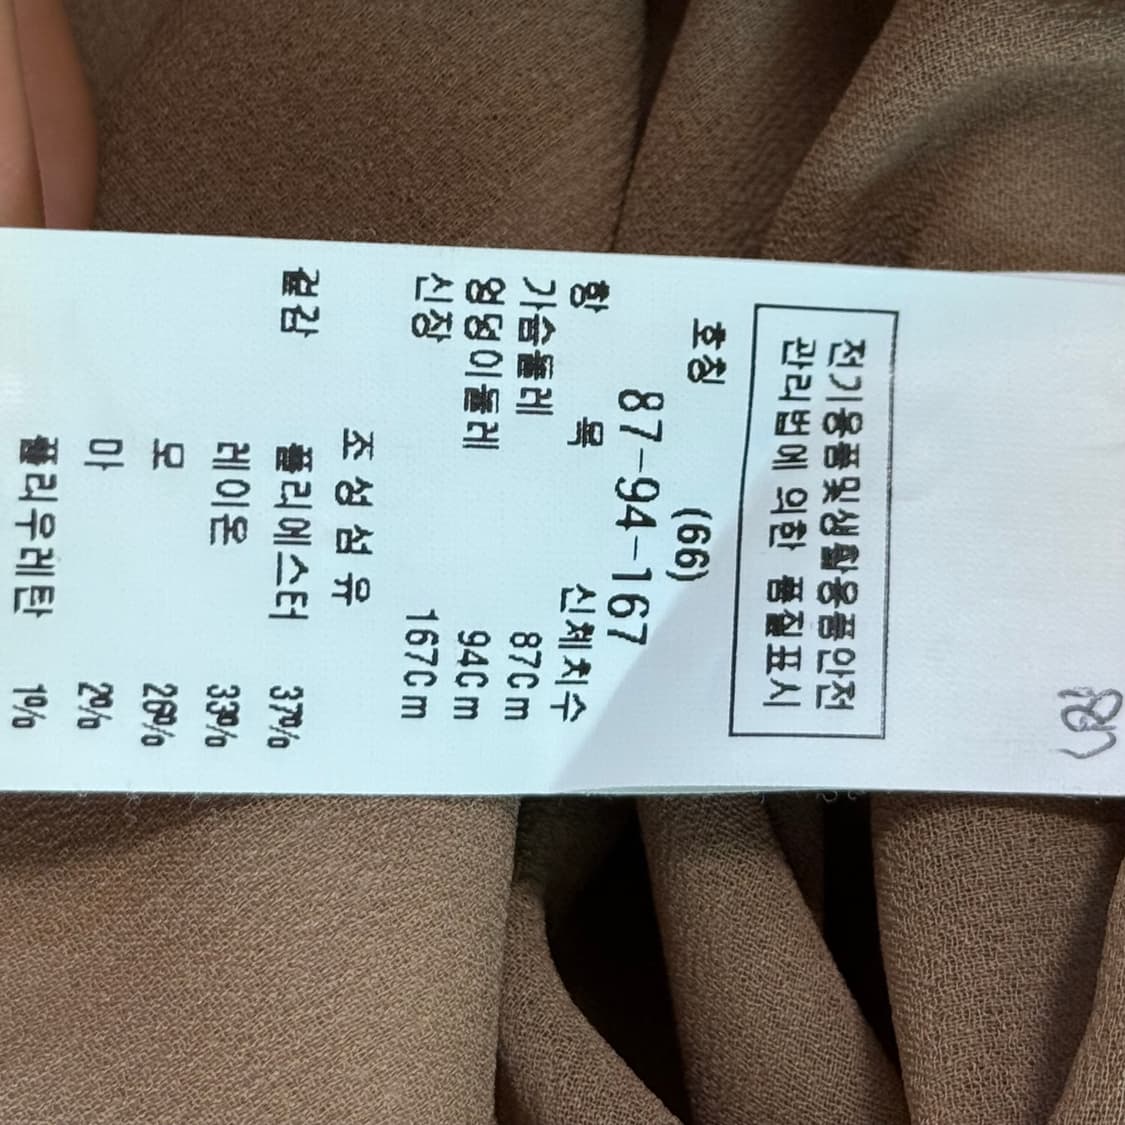 전기용품및생활용품안전
관리법에 의한 품질표시
호칭 (66)
87-94-167
항 목 신체치수
가슴둘레 87Cm
엉덩이둘레 94Cm
신장 167Cm
조 성 섬 유
겉감 폴리에스터 37%
레이온 33%
모
마 2%
폴리우레탄 1%